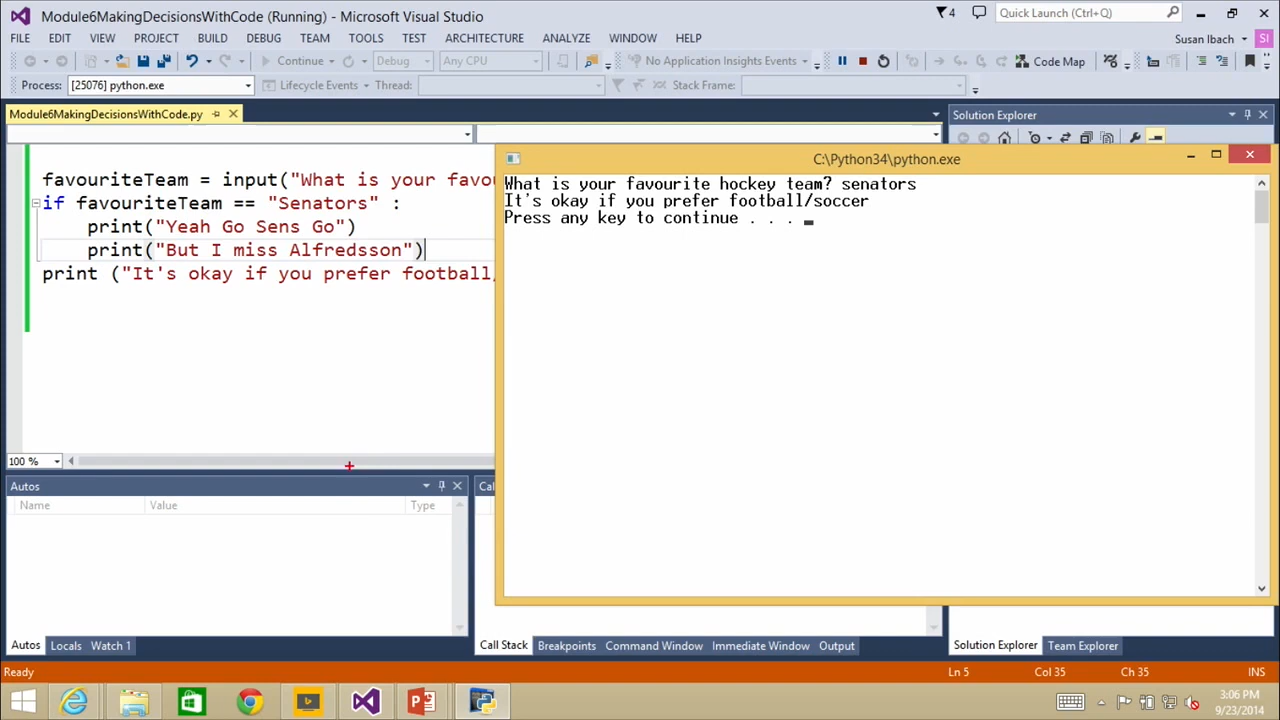 Module6MakingDecisionsWithCode (Running) - Microsoft Visual Studio
4
Quick Launch (Ctrl+Q)
FILE EDIT VIEW PROJECT BUILD DEBUG TEAM TOOLS TEST ARCHITECTURE ANALYZE WINDOW HELP
Susan Ibach SI
Continue Debug Any CPU No Application Insights Events Code Map
Process: [25076] python.exe Lifecycle Events Thread: Stack Frame:
Module6MakingDecisionsWithCode.py
Solution Explorer
favouriteTeam = input("What is your favou
if favouriteTeam == "Senators" :
print("Yeah Go Sens Go")
print("But I miss Alfredsson")
print ("It's okay if you prefer football/
C:\Python34\python.exe
What is your favourite hockey team? senators
It's okay if you prefer football/soccer
Press any key to continue . . .
100 %
Autos
Name Value Type
Cal
Autos Locals Watch 1
Call Stack Breakpoints Command Window Immediate Window Output
Solution Explorer Team Explorer
Ready Ln 5 Col 35 Ch 35 INS
3:06 PM
9/23/2014